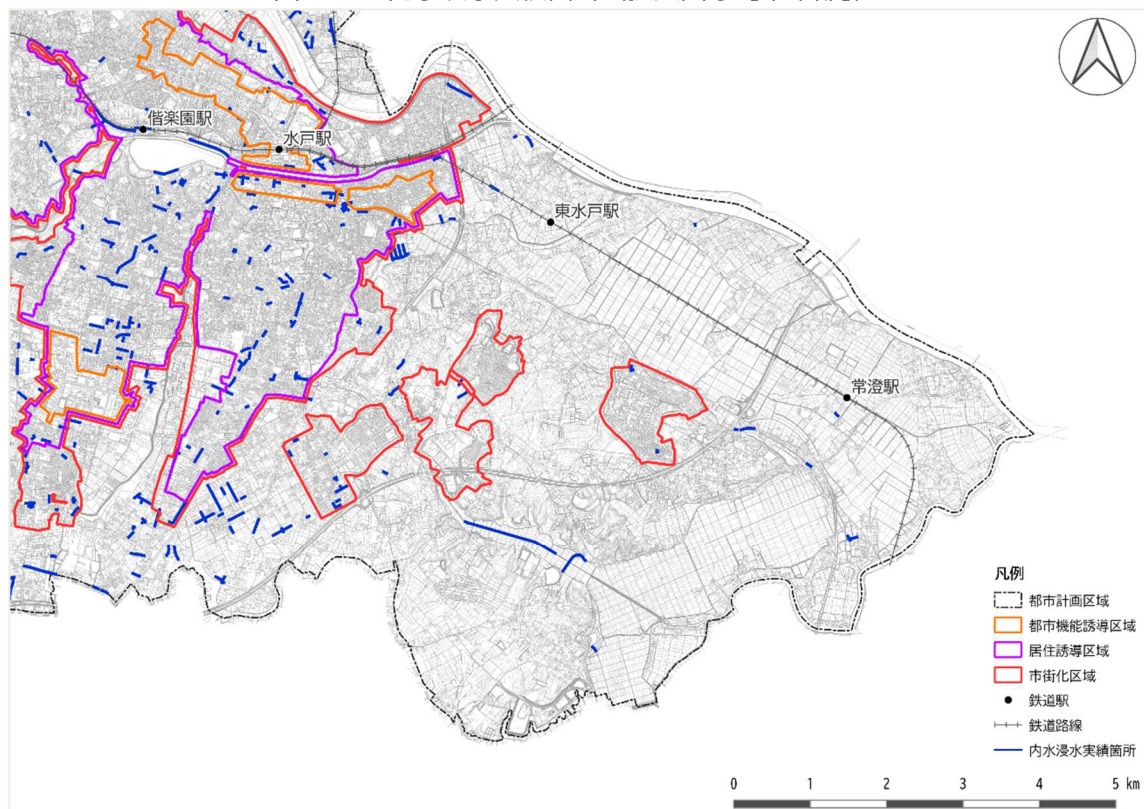 偕楽園駅
水戸駅
東水戸駅
常澄駅
凡例
都市計画区域
都市機能誘導区域
居住誘導区域
市街化区域
鉄道駅
鉄道路線
内水浸水実績箇所
0 1 2 3 4 5 km